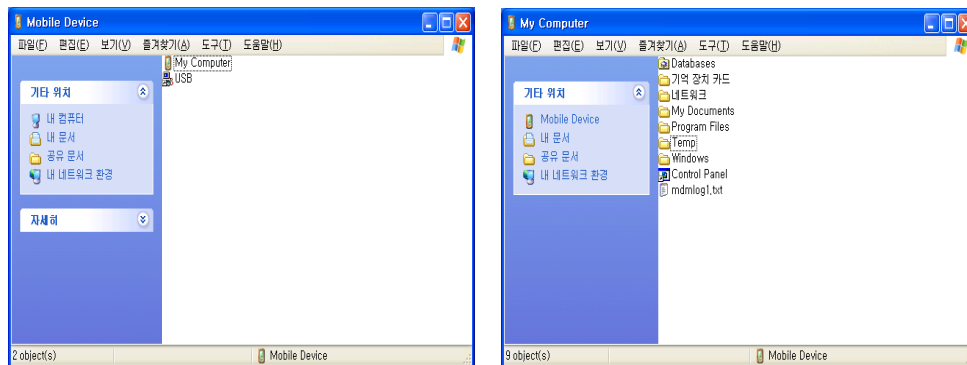 Mobile Device
파일(F) 편집(E) 보기(V) 즐겨찾기(A) 도구(T) 도움말(H)
My Computer
USB
기타 위치
내 컴퓨터
내 문서
공유 문서
내 네트워크 환경
자세히
2 object(s)
Mobile Device
My Computer
파일(F) 편집(E) 보기(V) 즐겨찾기(A) 도구(T) 도움말(H)
Databases
기억 장치 카드
네트워크
My Documents
Program Files
Temp
Windows
Control Panel
mdmlog1.txt
기타 위치
Mobile Device
내 문서
공유 문서
내 네트워크 환경
9 object(s)
Mobile Device